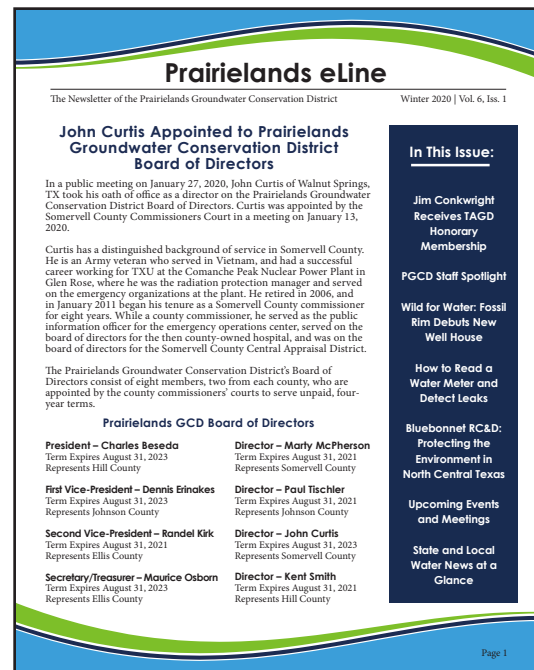 Prairielands eLine
The Newsletter of the Prairielands Groundwater Conservation District
Winter 2020 | Vol. 6, Iss. 1
John Curtis Appointed to Prairielands
Groundwater Conservation District
Board of Directors
In a public meeting on January 27, 2020, John Curtis of Walnut Springs,
TX took his oath of office as a director on the Prairielands Groundwater
Conservation District Board of Directors. Curtis was appointed by the
Somervell County Commissioners Court in a meeting on January 13,
2020.
Curtis has a distinguished background of service in Somervell County.
He is an Army veteran who served in Vietnam, and had a successful
career working for TXU at the Comanche Peak Nuclear Power Plant in
Glen Rose, where he was the radiation protection manager and served
on the emergency organizations at the plant. He retired in 2006, and
in January 2011 began his tenure as a Somervell County commissioner
for eight years. While a county commissioner, he served as the public
information officer for the emergency operations center, served on the
board of directors for the then county-owned hospital, and was on the
board of directors for the Somervell County Central Appraisal District.
The Prairielands Groundwater Conservation District's Board of
Directors consist of eight members, two from each county, who are
appointed by the county commissioners' courts to serve unpaid, four-
year terms.
Prairielands GCD Board of Directors
President – Charles Beseda
Term Expires August 31, 2023
Represents Hill County
First Vice-President – Dennis Erinakes
Term Expires August 31, 2023
Represents Johnson County
Second Vice-President – Randel Kirk
Term Expires August 31, 2021
Represents Ellis County
Secretary/Treasurer – Maurice Osborn
Term Expires August 31, 2023
Represents Ellis County
Director – Marty McPherson
Term Expires August 31, 2021
Represents Somervell County
Director – Paul Tischler
Term Expires August 31, 2021
Represents Johnson County
Director – John Curtis
Term Expires August 31, 2023
Represents Somervell County
Director – Kent Smith
Term Expires August 31, 2021
Represents Hill County
In This Issue:
Jim Conkwright
Receives TAGD
Honorary
Membership
PGCD Staff Spotlight
Wild for Water: Fossil
Rim Debuts New
Well House
How to Read a
Water Meter and
Detect Leaks
Bluebonnet RC&D:
Protecting the
Environment in
North Central Texas
Upcoming Events
and Meetings
State and Local
Water News at a
Glance
Page 1